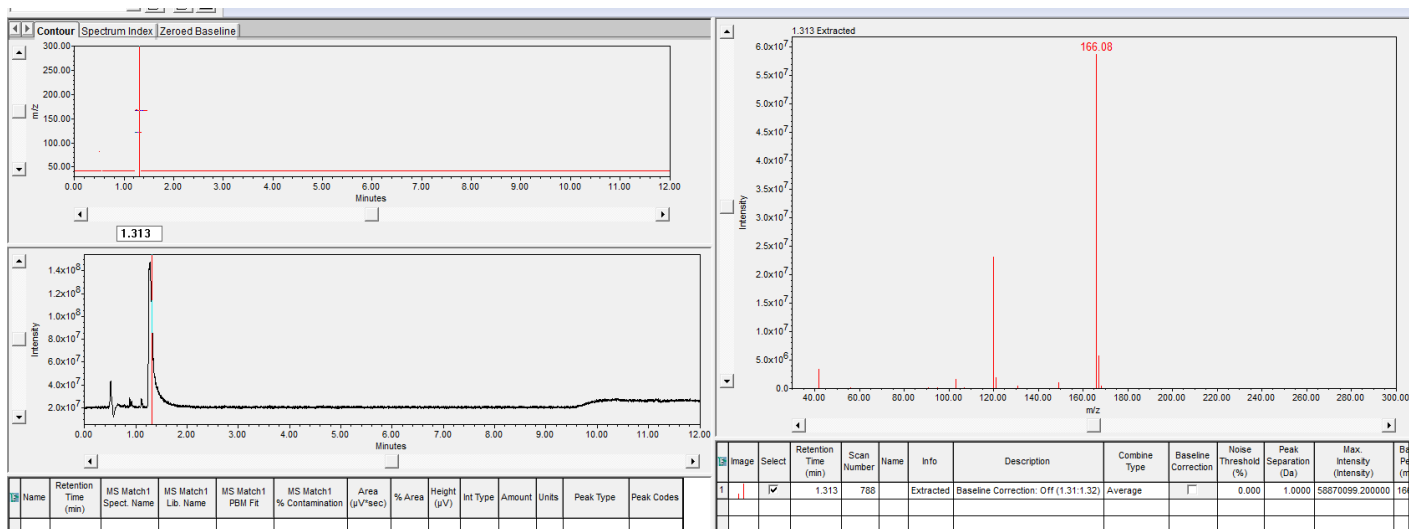 Contour Spectrum Index Zeroed Baseline
300.00
250.00
200.00
150.00
100.00
50.00
m/z
0.00 1.00 2.00 3.00 4.00 5.00 6.00 7.00 8.00 9.00 10.00 11.00 12.00
Minutes
1.313
1.4x10⁸
1.2x10⁸
1.0x10⁸
8.0x10⁷
6.0x10⁷
4.0x10⁷
2.0x10⁷
Intensity
0.00 1.00 2.00 3.00 4.00 5.00 6.00 7.00 8.00 9.00 10.00 11.00 12.00
Minutes
Name Retention Time (min) MS Match1 Spect. Name MS Match1 Lib. Name MS Match1 PBM Fit MS Match1 % Contamination Area (µV*sec) % Area Height (µV) Int Type Amount Units Peak Type Peak Codes
1.313 Extracted
166.08
6.0x10⁷
5.5x10⁷
5.0x10⁷
4.5x10⁷
4.0x10⁷
3.5x10⁷
3.0x10⁷
2.5x10⁷
2.0x10⁷
1.5x10⁷
1.0x10⁷
5.0x10⁶
0.0
Intensity
40.00 60.00 80.00 100.00 120.00 140.00 160.00 180.00 200.00 220.00 240.00 260.00 280.00 300.00
m/z
Image Select Retention Time (min) Scan Number Name Info Description Combine Type Baseline Correction Noise Threshold (%) Peak Separation (Da) Max. Intensity (Intensity)
1 1.313 788 Extracted Baseline Correction: Off (1.31:1.32) Average 0.000 1.0000 58870099.200000